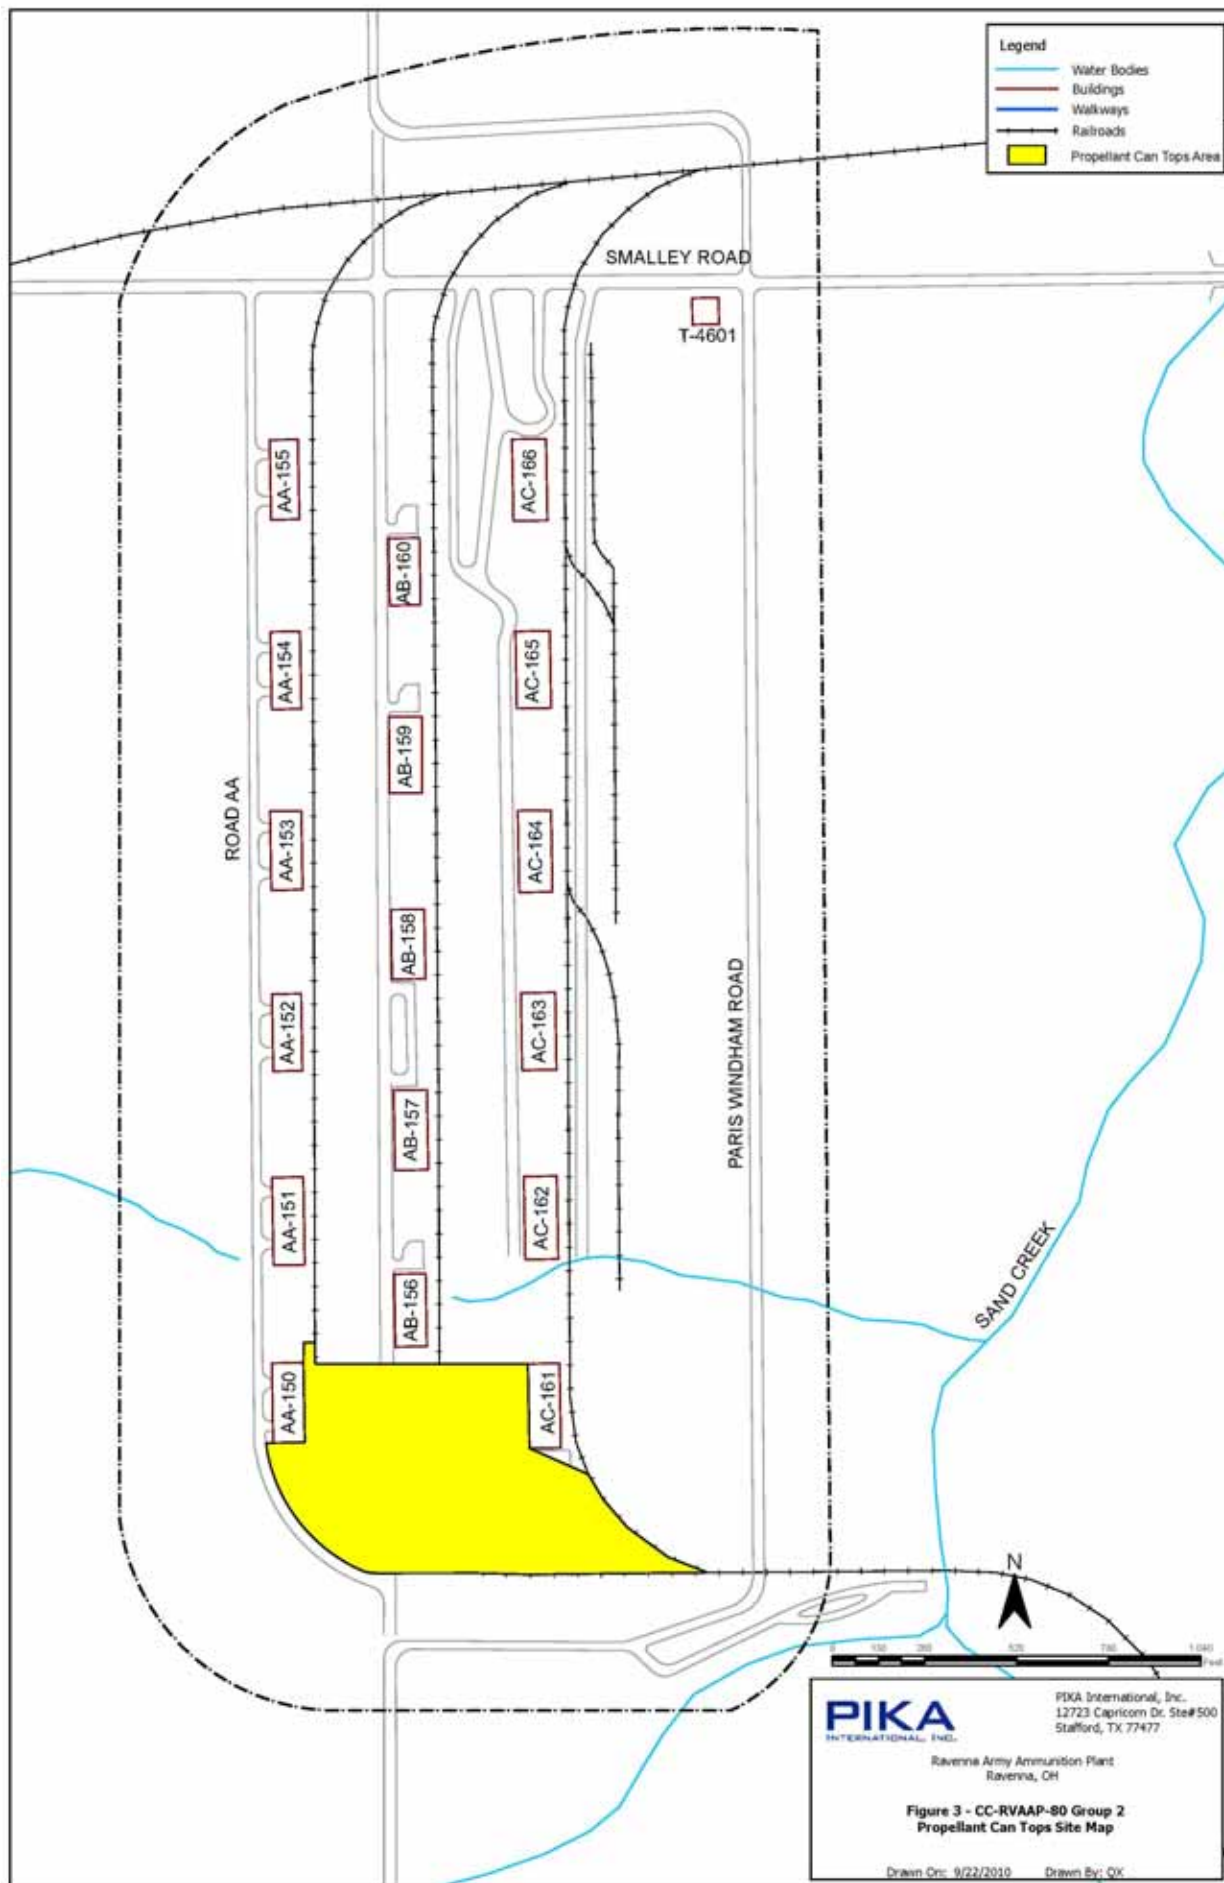 Legend
Water Bodies
Buildings
Walkways
Railroads
Propellant Can Tops Area
SMALLEY ROAD
T-4601
AA-155
AC-166
AB-160
AA-154
AC-165
AB-159
ROAD AA
AA-153
AC-164
AB-158
PARIS WINDHAM ROAD
AA-152
AC-163
AB-157
AA-151
AC-162
AB-156
SAND CREEK
AA-150
AC-161
N
0
520
780
Feet
PIKA
INTERNATIONAL, INC.
PIKA International, Inc.
12723 Capricorn Dr. Ste#500
Stafford, TX 77477
Ravenna Army Ammunition Plant
Ravenna, OH
Figure 3 - CC-RVAAP-80 Group 2
Propellant Can Tops Site Map
Drawn On: 9/22/2010 Drawn By: QX